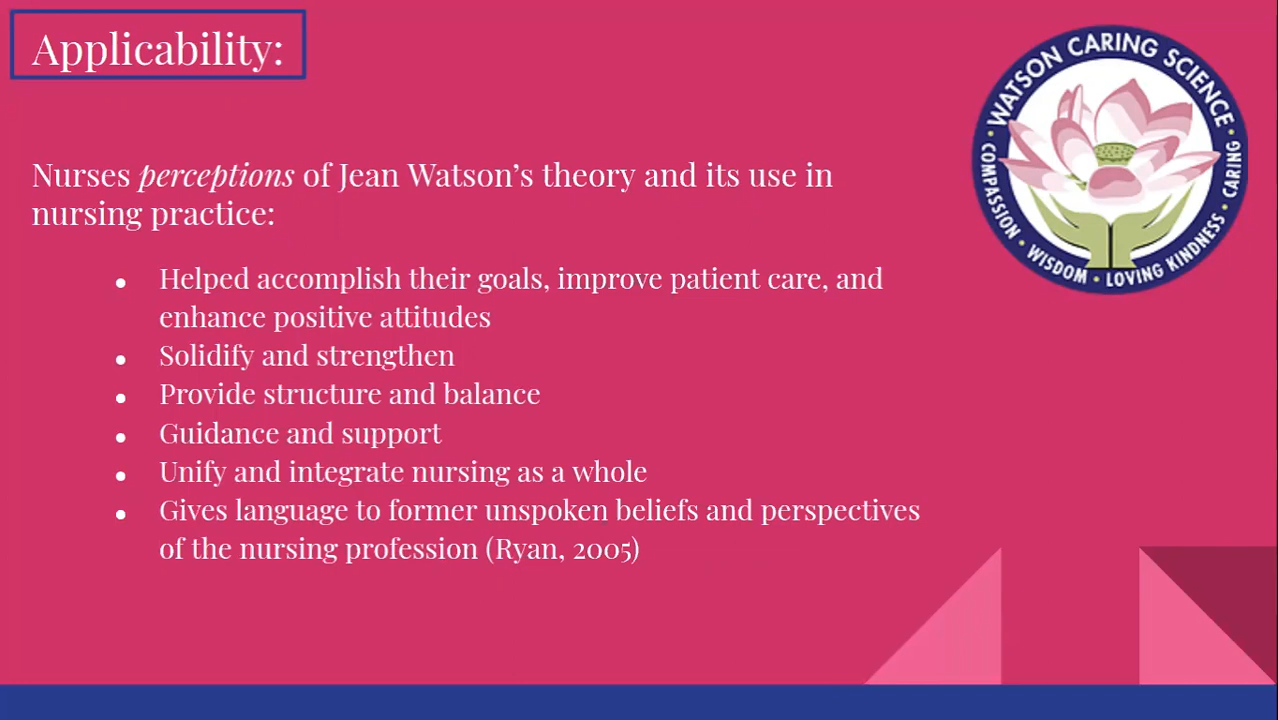 Applicability:
WATSON CARING SCIENCE
• COMPASSION • WISDOM • LOVING KINDNESS • CARING •
Nurses perceptions of Jean Watson’s theory and its use in
nursing practice:
● Helped accomplish their goals, improve patient care, and
enhance positive attitudes
● Solidify and strengthen
● Provide structure and balance
● Guidance and support
● Unify and integrate nursing as a whole
● Gives language to former unspoken beliefs and perspectives
of the nursing profession (Ryan, 2005)